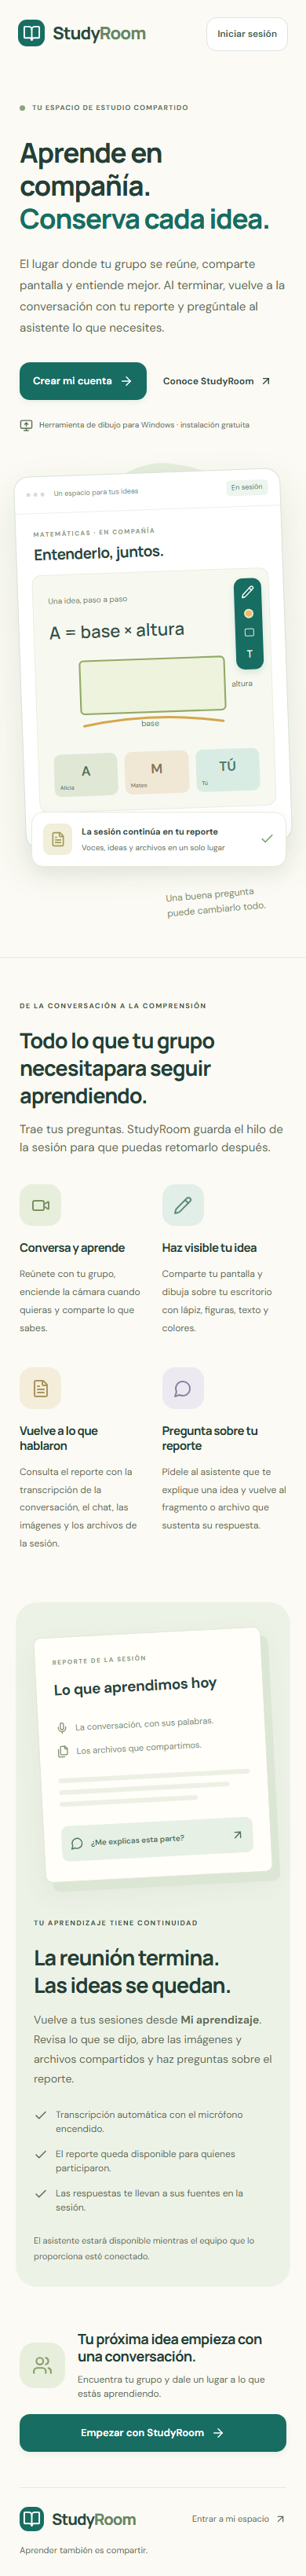 StudyRoom
Iniciar sesión
TU ESPACIO DE ESTUDIO COMPARTIDO
Aprende en
compañía.
Conserva cada idea.
El lugar donde tu grupo se reúne, comparte
pantalla y entiende mejor. Al terminar, vuelve a la
conversación con tu reporte y pregúntale al
asistente lo que necesites.
Crear mi cuenta
Conoce StudyRoom
Herramienta de dibujo para Windows · instalación gratuita
Un espacio para tus ideas
En sesión
MATEMÁTICAS · EN COMPAÑÍA
Entenderlo, juntos.
Una idea, paso a paso
A = base × altura
T
altura
base
A
Alicia
M
Mateo
TÚ
Tú
La sesión continúa en tu reporte
Voces, ideas y archivos en un solo lugar
Una buena pregunta
puede cambiarlo todo.
DE LA CONVERSACIÓN A LA COMPRENSIÓN
Todo lo que tu grupo
necesitapara seguir
aprendiendo.
Trae tus preguntas. StudyRoom guarda el hilo de
la sesión para que puedas retomarlo después.
Conversa y aprende
Reúnete con tu grupo,
enciende la cámara cuando
quieras y comparte lo que
sabes.
Haz visible tu idea
Comparte tu pantalla y
dibuja sobre tu escritorio
con lápiz, figuras, texto y
colores.
Vuelve a lo que
hablaron
Consulta el reporte con la
transcripción de la
conversación, el chat, las
imágenes y los archivos de
la sesión.
Pregunta sobre tu
reporte
Pídele al asistente que te
explique una idea y vuelve al
fragmento o archivo que
sustenta su respuesta.
REPORTE DE LA SESIÓN
Lo que aprendimos hoy
La conversación, con sus palabras.
Los archivos que compartimos.
¿Me explicas esta parte?
TU APRENDIZAJE TIENE CONTINUIDAD
La reunión termina.
Las ideas se quedan.
Vuelve a tus sesiones desde Mi aprendizaje.
Revisa lo que se dijo, abre las imágenes y
archivos compartidos y haz preguntas sobre el
reporte.
Transcripción automática con el micrófono
encendido.
El reporte queda disponible para quienes
participaron.
Las respuestas te llevan a sus fuentes en la
sesión.
El asistente estará disponible mientras el equipo que lo
proporciona esté conectado.
Tu próxima idea empieza con
una conversación.
Encuentra tu grupo y dale un lugar a lo que
estás aprendiendo.
Empezar con StudyRoom
StudyRoom
Entrar a mi espacio
Aprender también es compartir.